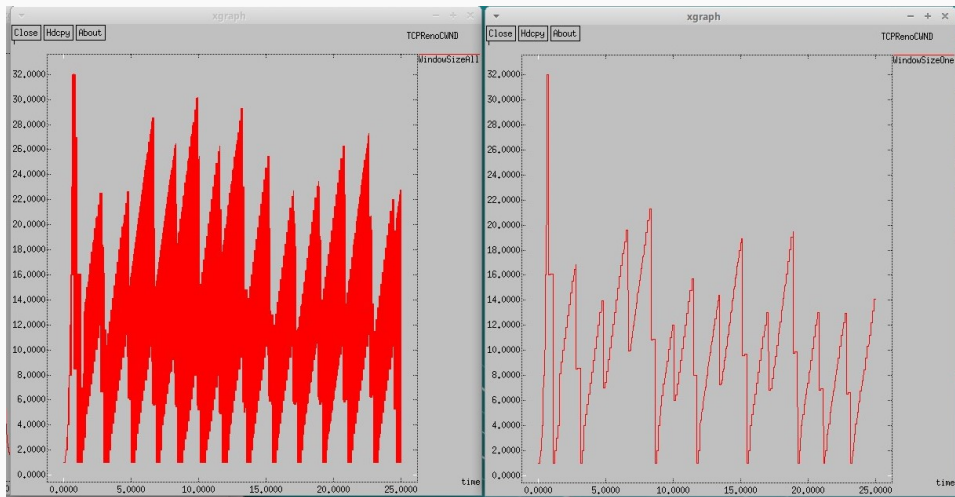 xgraph
Close Hdcpy About
TCPRenoCWND
WindowSizeAll
32.0000
30.0000
28.0000
26.0000
24.0000
22.0000
20.0000
18.0000
16.0000
14.0000
12.0000
10.0000
8.0000
6.0000
4.0000
2.0000
0.0000
time
0.0000 5.0000 10.0000 15.0000 20.0000 25.0000
xgraph
Close Hdcpy About
TCPRenoCWND
WindowSizeOne
32.0000
30.0000
28.0000
26.0000
24.0000
22.0000
20.0000
18.0000
16.0000
14.0000
12.0000
10.0000
8.0000
6.0000
4.0000
2.0000
0.0000
time
0.0000 5.0000 10.0000 15.0000 20.0000 25.0000